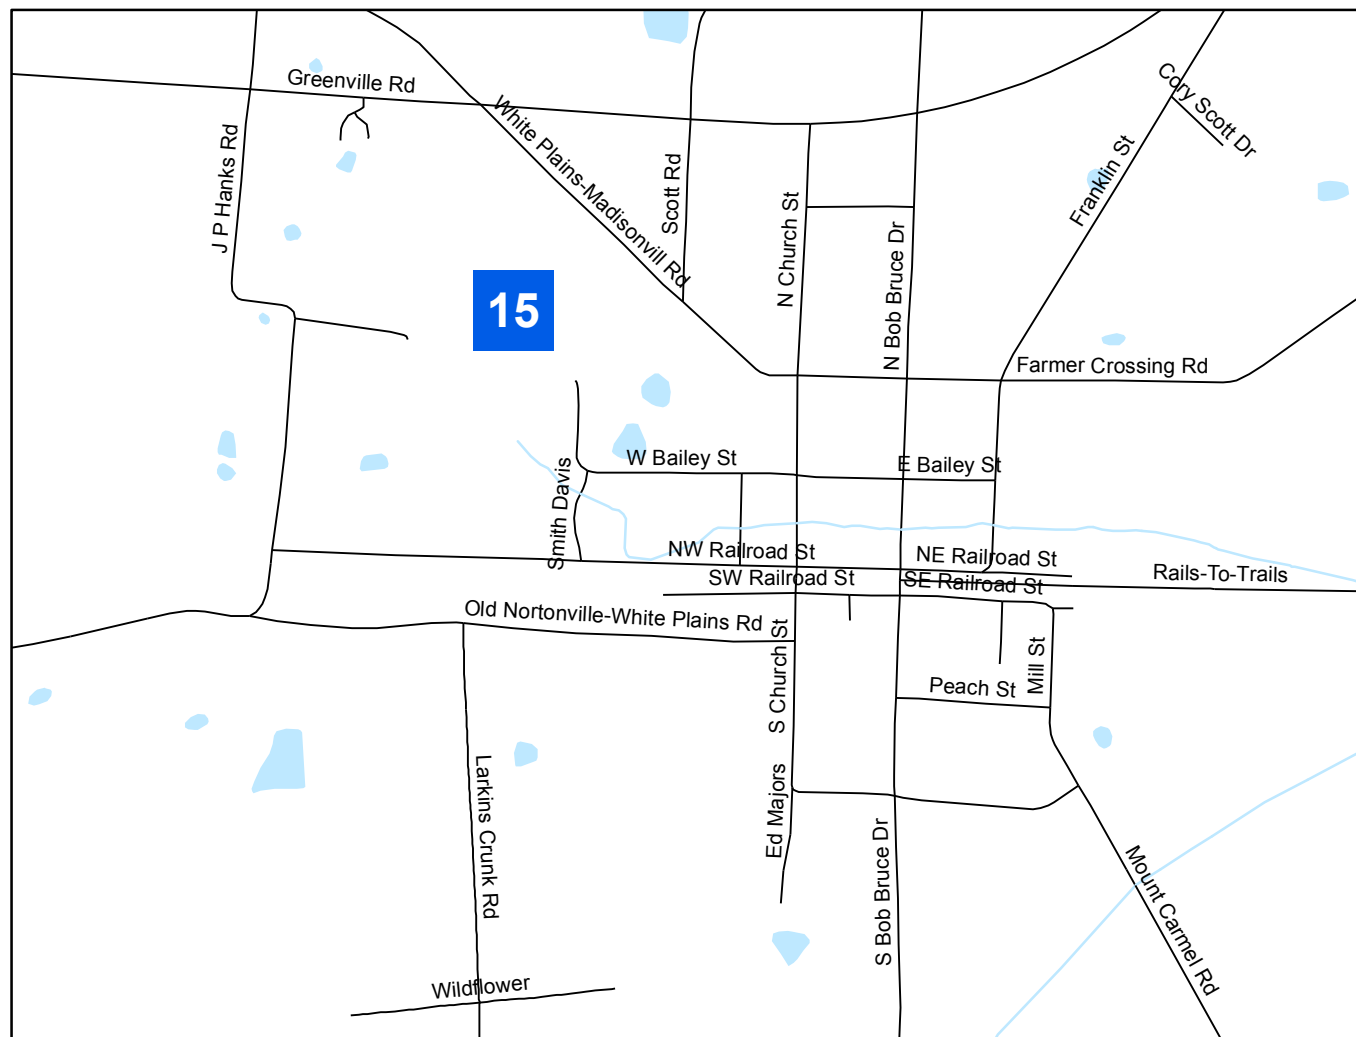 Greenville Rd
Cory Scott Dr
White Plains-Madisonvill Rd
J P Hanks Rd
Scott Rd
Franklin St
N Church St
N Bob Bruce Dr
15
Farmer Crossing Rd
W Bailey St
E Bailey St
Smith Davis
NW Railroad St
NE Railroad St
Rails-To-Trails
SW Railroad St
SE Railroad St
Old Nortonville-White Plains Rd
S Church St
Mill St
Peach St
Larkins Crunk Rd
Ed Majors
S Bob Bruce Dr
Mount Carmel Rd
Wildflower